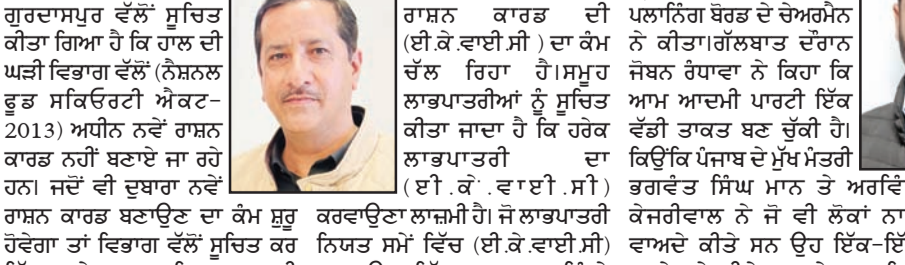 ਗੁਰਦਾਸਪੁਰ ਵੱਲੋਂ ਸੂਚਿਤ
ਕੀਤਾ ਗਿਆ ਹੈ ਕਿ ਹਾਲ ਦੀ
ਘੜੀ ਵਿਭਾਗ ਵੱਲੋਂ (ਨੈਸ਼ਨਲ
ਫੂਡ ਸਕਿਓਰਟੀ ਐਕਟ-
2013) ਅਧੀਨ ਨਵੇਂ ਰਾਸ਼ਨ
ਕਾਰਡ ਨਹੀਂ ਬਣਾਏ ਜਾ ਰਹੇ
ਹਨ। ਜਦੋਂ ਵੀ ਦੁਬਾਰਾ ਨਵੇਂ
ਰਾਸ਼ਨ ਕਾਰਡ ਬਣਾਉਣ ਦਾ ਕੰਮ ਸ਼ੁਰੂ
ਹੋਵੇਗਾ ਤਾਂ ਵਿਭਾਗ ਵੱਲੋਂ ਸੂਚਿਤ ਕਰ
ਰਾਸ਼ਨ ਕਾਰਡ ਦੀ
(ਈ.ਕੇ.ਵਾਈ.ਸੀ ) ਦਾ ਕੰਮ
ਚੱਲ ਰਿਹਾ ਹੈ।ਸਮੂਹ
ਲਾਭਪਾਤਰੀਆਂ ਨੂੰ ਸੂਚਿਤ
ਕੀਤਾ ਜਾਦਾ ਹੈ ਕਿ ਹਰੇਕ
ਲਾਭਪਾਤਰੀ ਦਾ
(ਈ.ਕੇ.ਵਾਈ.ਸੀ)
ਕਰਵਾਉਣਾ ਲਾਜ਼ਮੀ ਹੈ। ਜੋ ਲਾਭਪਾਤਰੀ
ਨਿਯਤ ਸਮੇਂ ਵਿੱਚ (ਈ.ਕੇ.ਵਾਈ.ਸੀ)
ਪਲਾਨਿੰਗ ਬੋਰਡ ਦੇ ਚੇਅਰਮੈਨ
ਨੇ ਕੀਤਾ।ਗੱਲਬਾਤ ਦੌਰਾਨ
ਜੋਬਨ ਰੰਧਾਵਾ ਨੇ ਕਿਹਾ ਕਿ
ਆਮ ਆਦਮੀ ਪਾਰਟੀ ਇੱਕ
ਵੱਡੀ ਤਾਕਤ ਬਣ ਚੁੱਕੀ ਹੈ।
ਕਿਉਂਕਿ ਪੰਜਾਬ ਦੇ ਮੁੱਖ ਮੰਤਰੀ
ਭਗਵੰਤ ਸਿੰਘ ਮਾਨ ਤੇ ਅਰਵਿੰ
ਕੇਜਰੀਵਾਲ ਨੇ ਜੋ ਵੀ ਲੋਕਾਂ ਨਾ
ਵਾਅਦੇ ਕੀਤੇ ਸਨ ਉਹ ਇੱਕ-ਇੱ